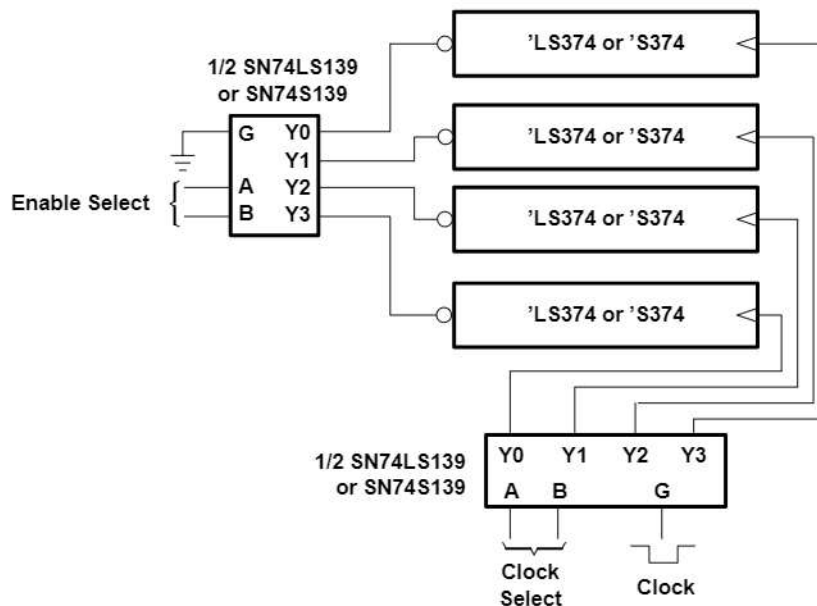 'LS374 or 'S374
1/2 SN74LS139
or SN74S139
G Y0
Y1
A Y2
B Y3
Enable Select
'LS374 or 'S374
'LS374 or 'S374
'LS374 or 'S374
1/2 SN74LS139
or SN74S139
Y0 Y1 Y2 Y3
A B G
Clock
Select
Clock